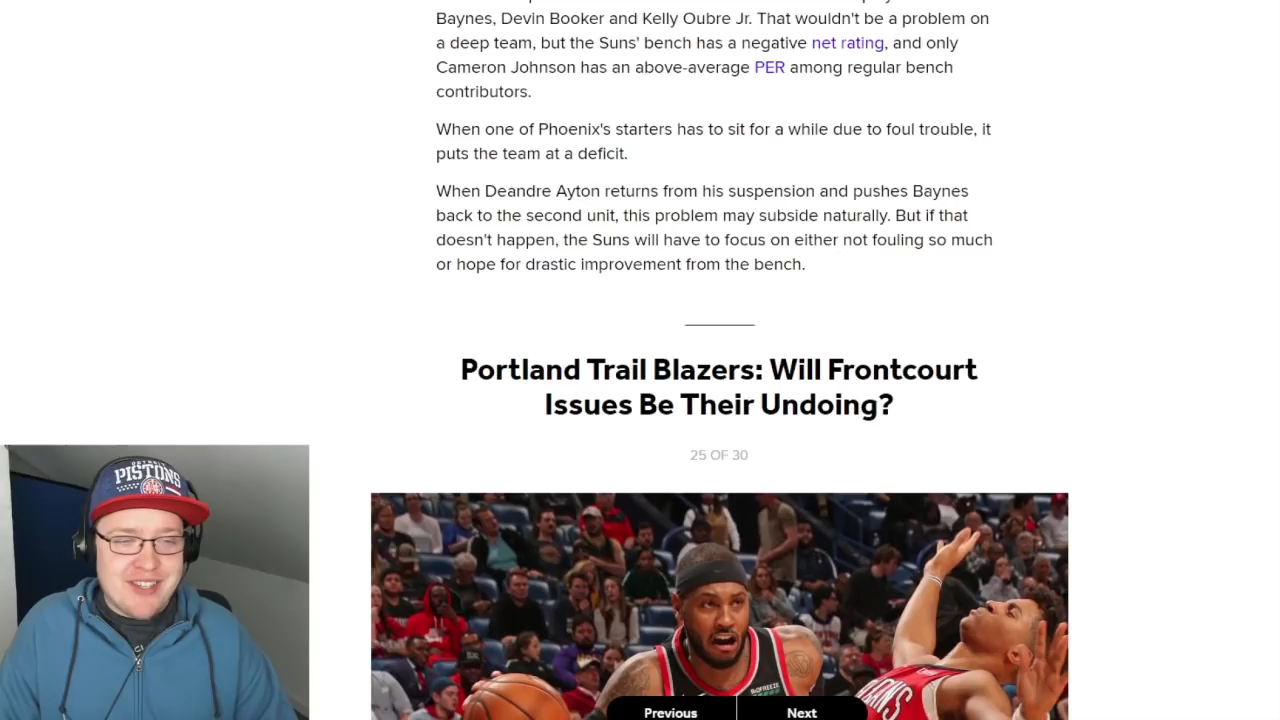 Baynes, Devin Booker and Kelly Oubre Jr. That wouldn't be a problem on
a deep team, but the Suns' bench has a negative net rating, and only
Cameron Johnson has an above-average PER among regular bench
contributors.
When one of Phoenix's starters has to sit for a while due to foul trouble, it
puts the team at a deficit.
When Deandre Ayton returns from his suspension and pushes Baynes
back to the second unit, this problem may subside naturally. But if that
doesn't happen, the Suns will have to focus on either not fouling so much
or hope for drastic improvement from the bench.
Portland Trail Blazers: Will Frontcourt
Issues Be Their Undoing?
25 OF 30
PISTONS
Previous
Next